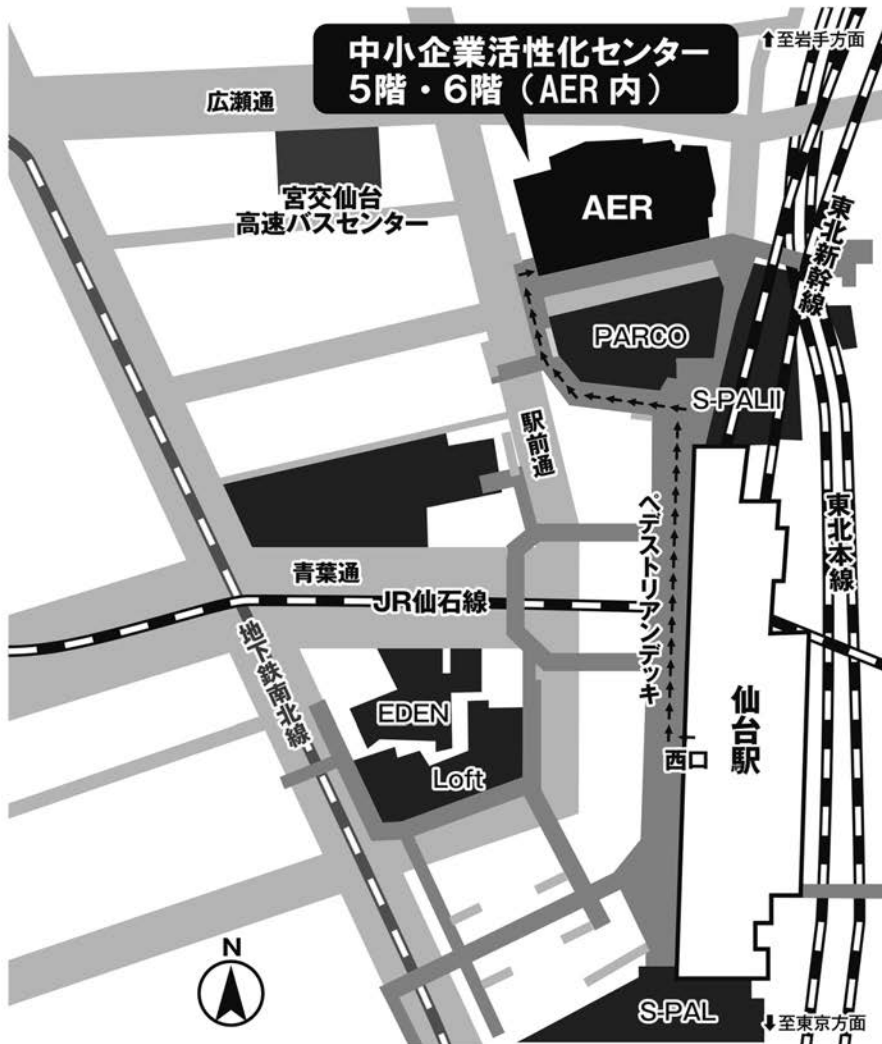 ↑至岩手方面
中小企業活性化センター
5階・6階（AER 内）
広瀬通
宮交仙台
高速バスセンター
AER
東北新幹線
PARCO
S-PALII
駅前通
ペデストリアンデッキ
東北本線
青葉通
JR仙石線
地下鉄南北線
EDEN
Loft
西口
仙台駅
N
S-PAL
↓至東京方面